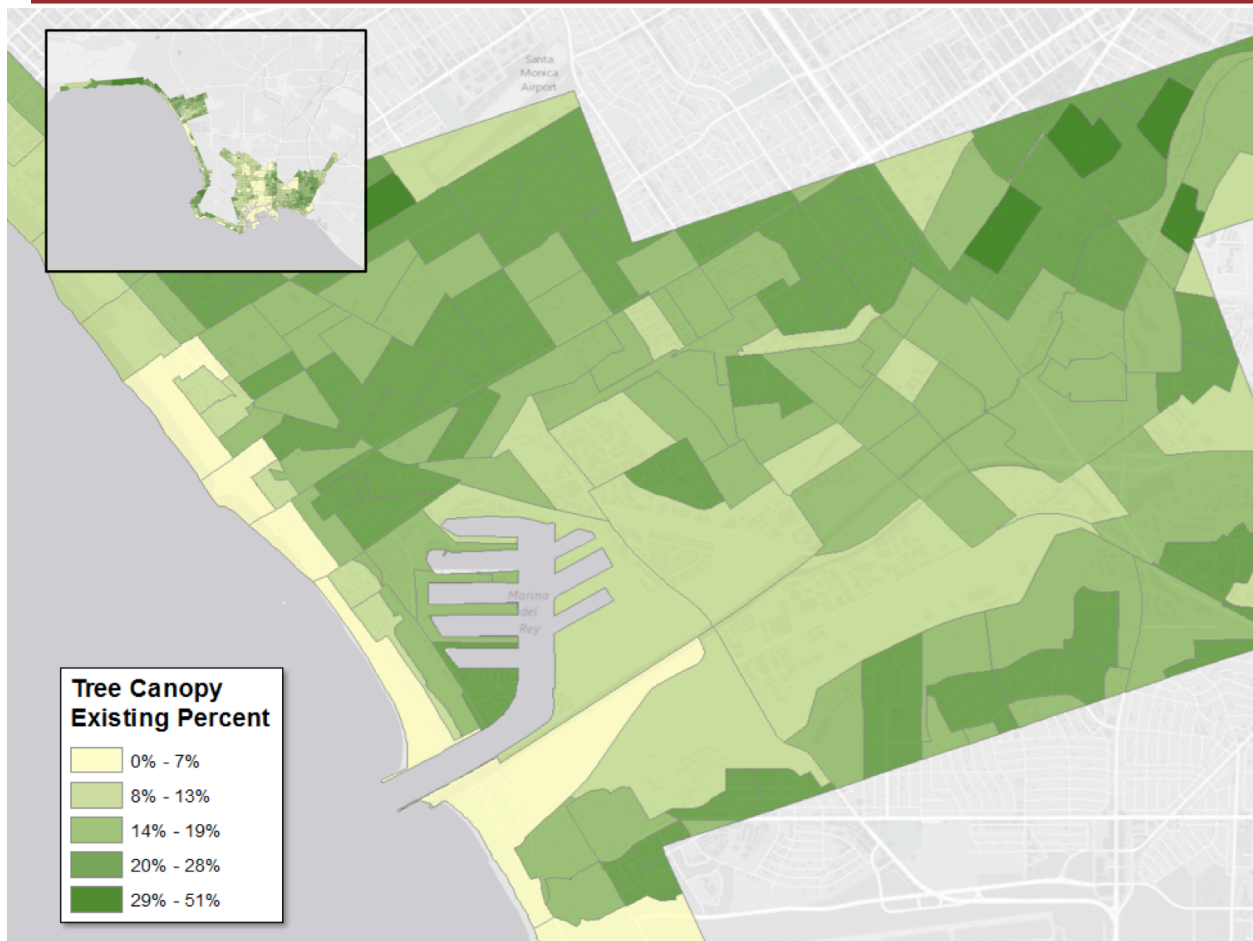 Santa
Monica
Airport
Marina
del
Rey
Tree Canopy
Existing Percent
0% - 7%
8% - 13%
14% - 19%
20% - 28%
29% - 51%